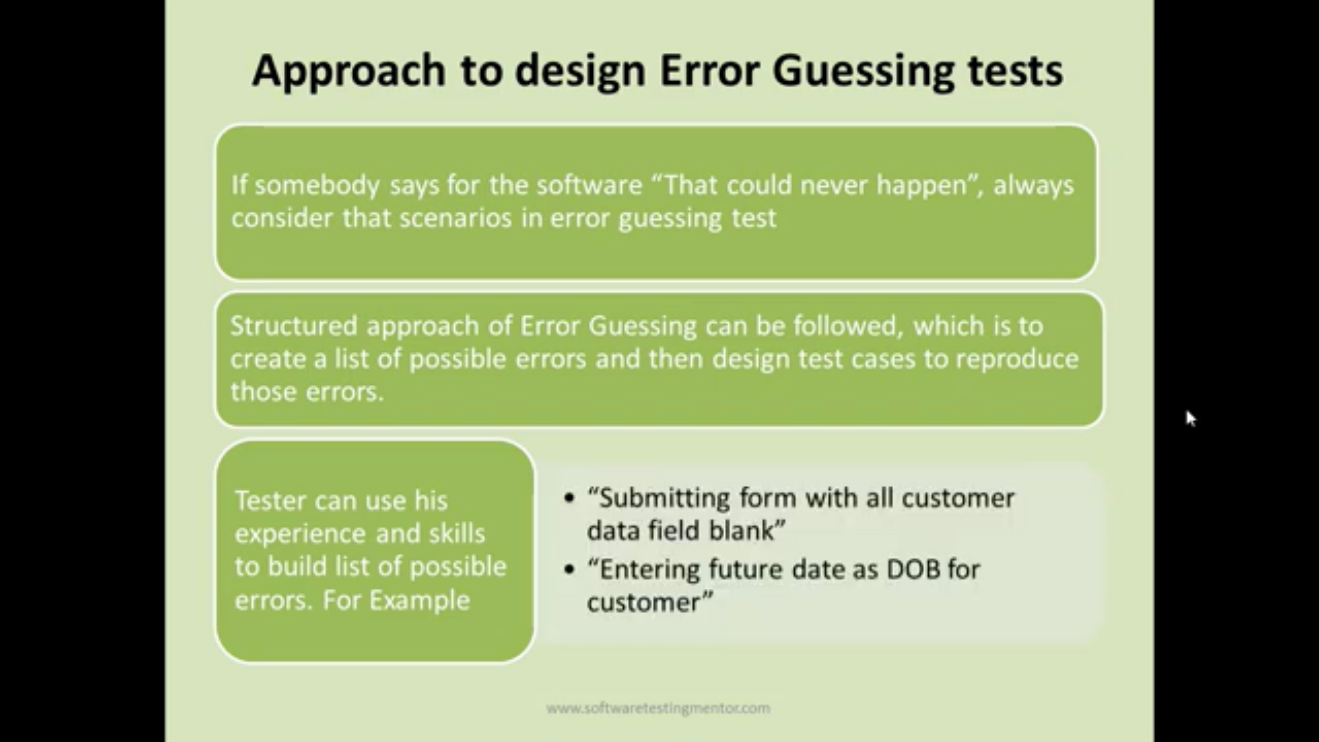 Approach to design Error Guessing tests
If somebody says for the software “That could never happen”, always
consider that scenarios in error guessing test
Structured approach of Error Guessing can be followed, which is to
create a list of possible errors and then design test cases to reproduce
those errors.
Tester can use his
experience and skills
to build list of possible
errors. For Example
• “Submitting form with all customer
data field blank”
• “Entering future date as DOB for
customer”
www.softwaretestingmentor.com